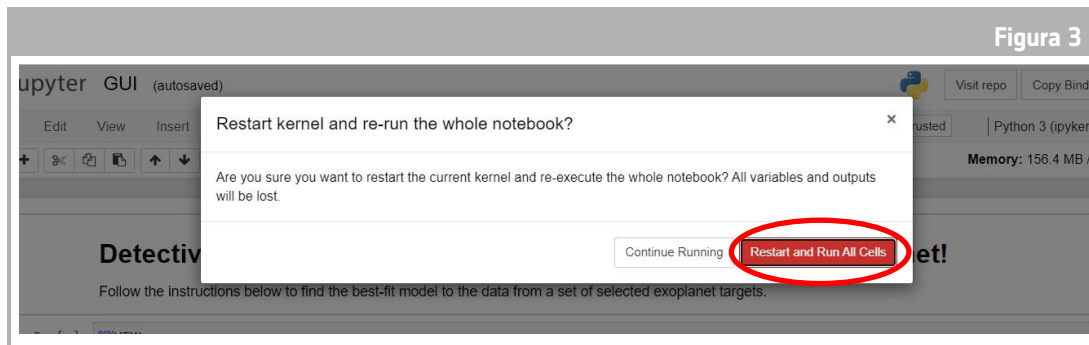 Figura 3
upyter GUI (autosaved)
Visit repo Copy Bind
Edit View Insert
rusted Python 3 (ipyker
Memory: 156.4 MB /
Restart kernel and re-run the whole notebook? ×
Are you sure you want to restart the current kernel and re-execute the whole notebook? All variables and outputs
will be lost.
Continue Running Restart and Run All Cells
Detectiv et!
Follow the instructions below to find the best-fit model to the data from a set of selected exoplanet targets.